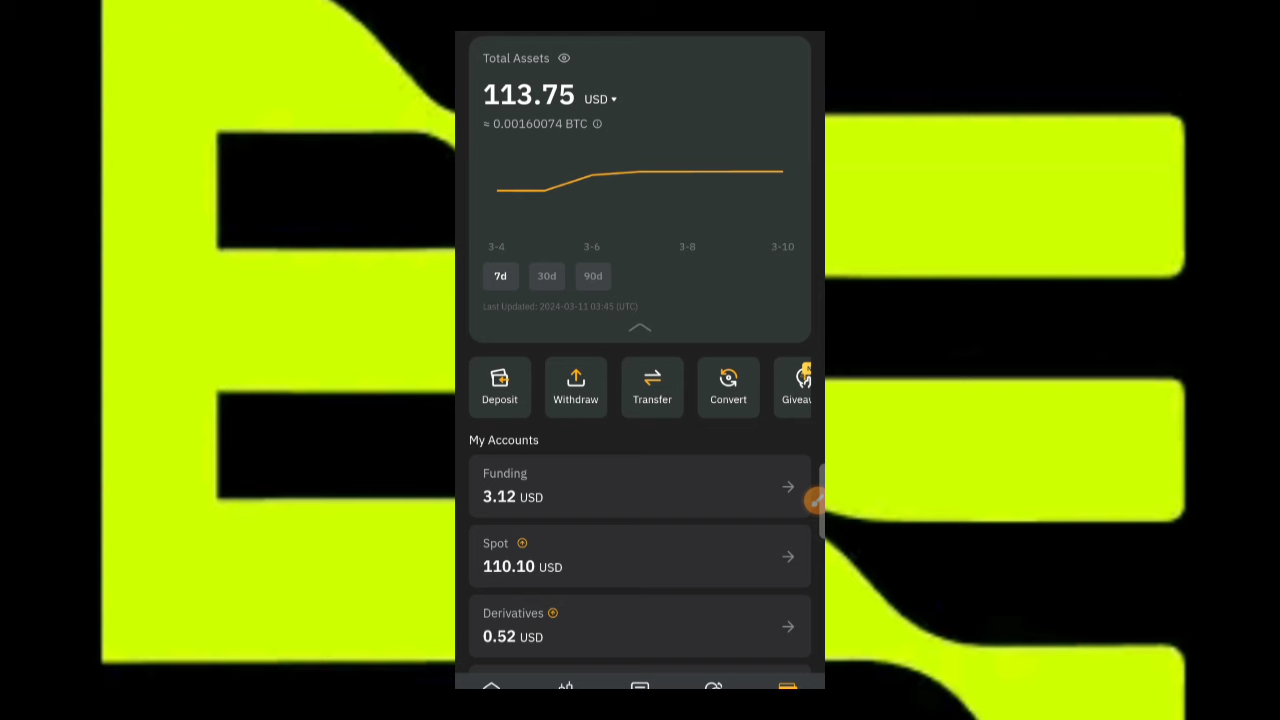 Total Assets
113.75 USD
≈ 0.00160074 BTC
3-4 3-6 3-8 3-10
7d 30d 90d
Last Updated: 2024-03-11 03:45 (UTC)
Deposit Withdraw Transfer Convert Giveaw
My Accounts
Funding
3.12 USD
Spot
110.10 USD
Derivatives
0.52 USD